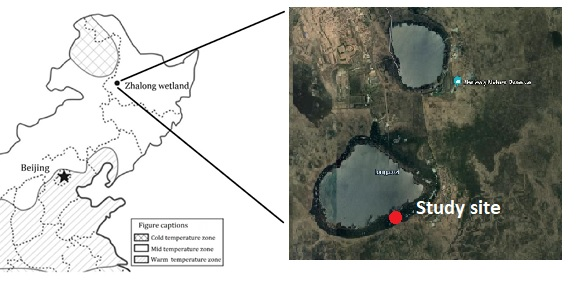 Zhalong wetland
Beijing
Figure captions
Cold temperature zone
Mid temperature zone
Warm temperature zone
Study site